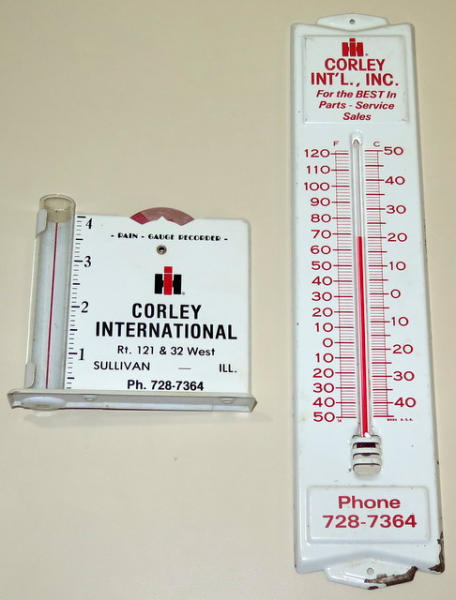 4
- RAIN - GAUGE RECORDER -
3
2
1
IH
CORLEY
INTERNATIONAL
Rt. 121 & 32 West
SULLIVAN — ILL.
Ph. 728-7364
IH
CORLEY
INT'L., INC.
For the BEST In
Parts - Service
Sales
F C
120 50
110
100 40
90
80 30
70 20
60
50 10
40
30 0
20
10 10
0
10 20
20
30 30
40 40
50
MADE U.S.A.
Phone
728-7364